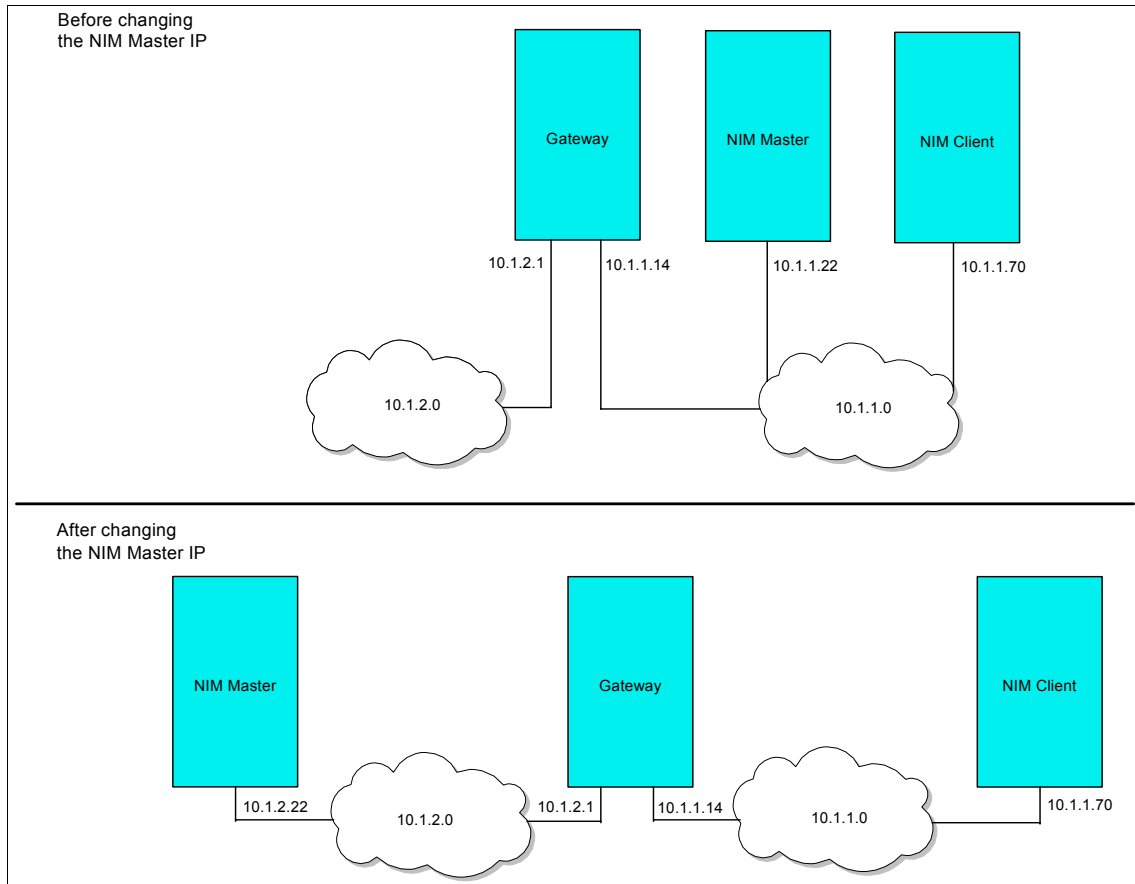 Before changing
the NIM Master IP
Gateway
NIM Master
NIM Client
10.1.2.1
10.1.1.14
10.1.1.22
10.1.1.70
10.1.2.0
10.1.1.0
After changing
the NIM Master IP
NIM Master
Gateway
NIM Client
10.1.2.22
10.1.2.1
10.1.1.14
10.1.1.70
10.1.2.0
10.1.1.0